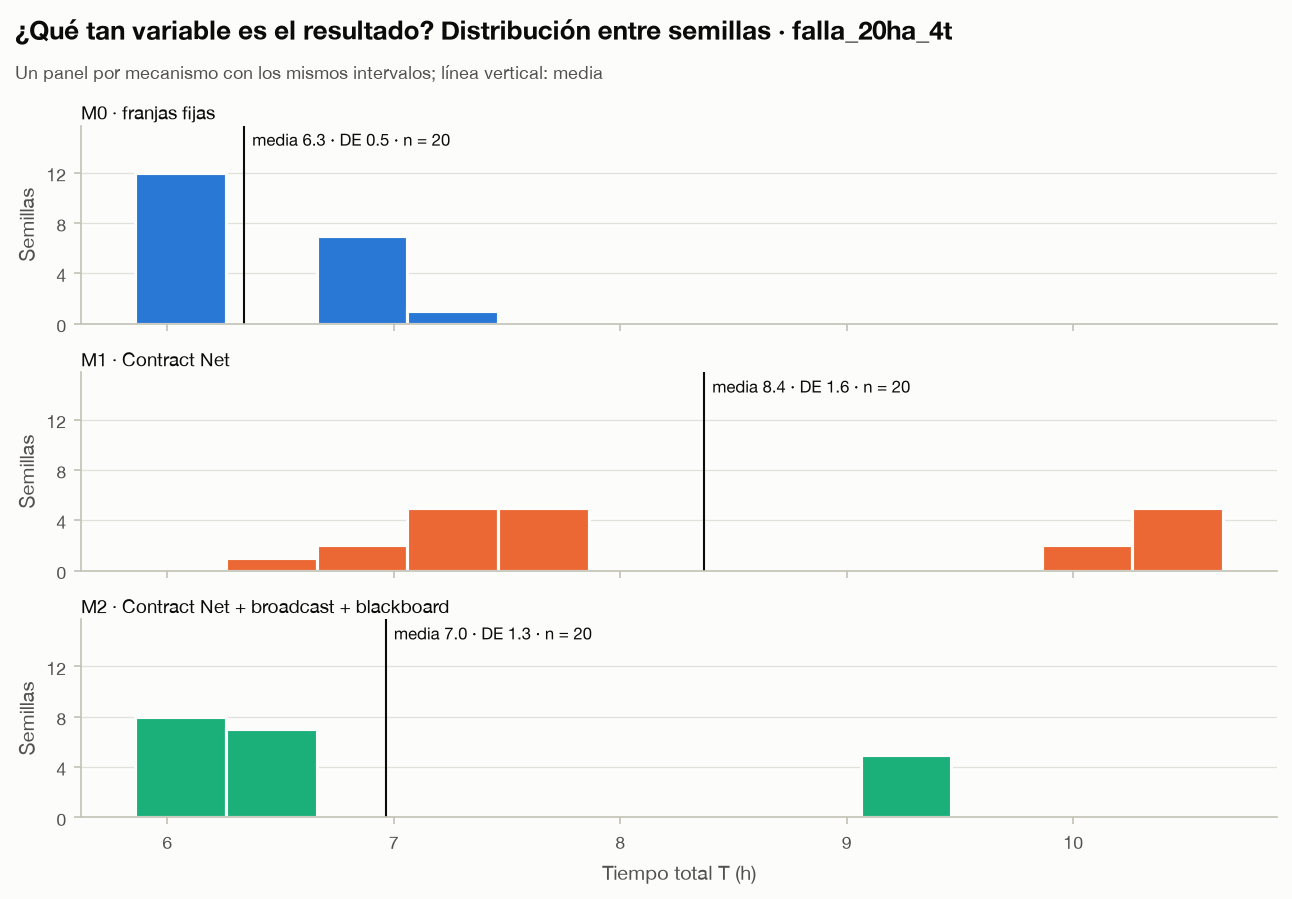 ¿Qué tan variable es el resultado? Distribución entre semillas · falla_20ha_4t
Un panel por mecanismo con los mismos intervalos; línea vertical: media
M0 · franjas fijas
media 6.3 · DE 0.5 · n = 20
12
8
4
0
Semillas
M1 · Contract Net
media 8.4 · DE 1.6 · n = 20
12
8
4
0
Semillas
M2 · Contract Net + broadcast + blackboard
media 7.0 · DE 1.3 · n = 20
12
8
4
0
Semillas
6 7 8 9 10
Tiempo total T (h)